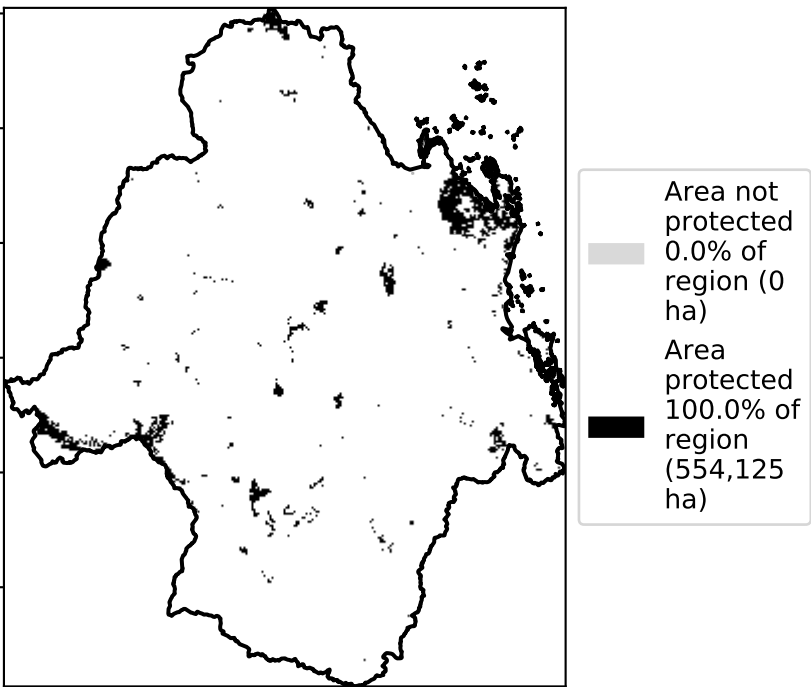 Area not
protected
0.0% of
region (0
ha)
Area
protected
100.0% of
region
(554,125
ha)